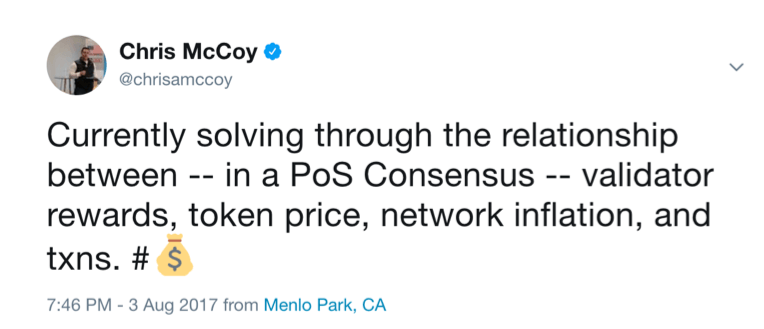 Chris McCoy
@chrisamccoy
Currently solving through the relationship
between -- in a PoS Consensus -- validator
rewards, token price, network inflation, and
txns. #💰
7:46 PM - 3 Aug 2017 from Menlo Park, CA